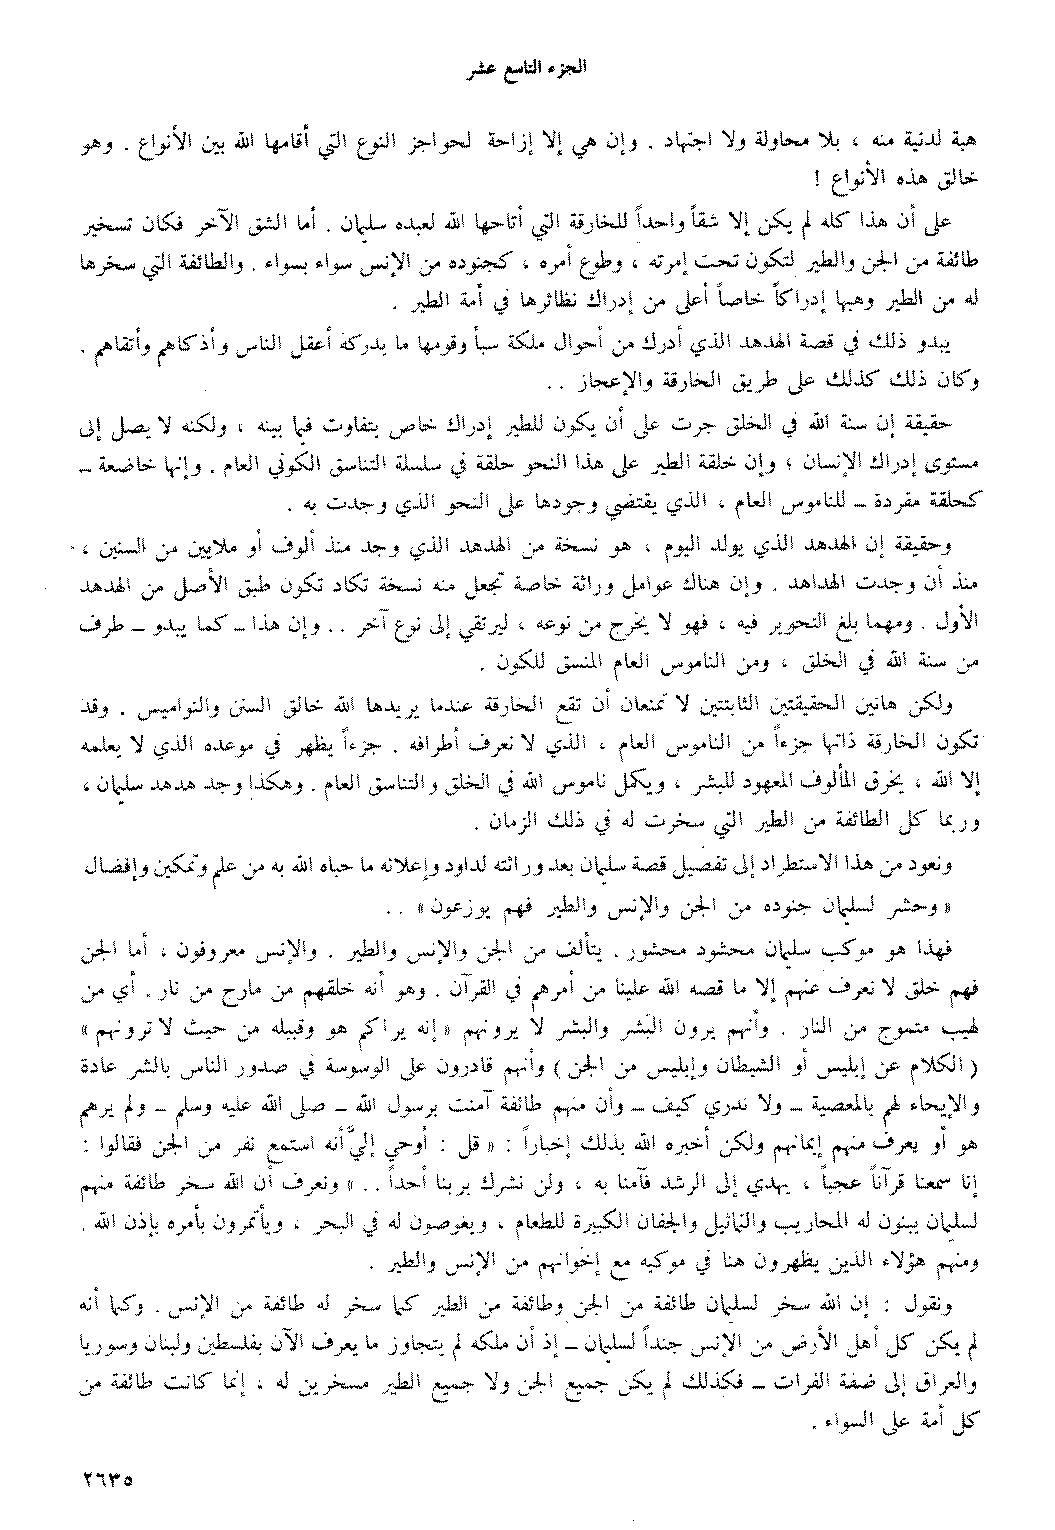 الجزء التاسع عشر
هبة لدنية منه ، بلا محاولة ولا اجتهاد . وإن هي إلا إزاحة لحواجز النوع التي أقامها الله بين الأنواع . وهو
خالق هذه الأنواع !
على أن هذا كله لم يكن إلا شقاً واحداً للخارقة التي أتاحها الله لعبده سليمان . أما الشق الآخر فكان تسخير
طائفة من الجن والطير لتكون تحت إمرته ، وطوع أمره ، كجنوده من الإنس سواء بسواء . والطائفة التي سخرها
له من الطير وهبها إدراكاً خاصاً أعلى من إدراك نظائرها في أمة الطير .
يبدو ذلك في قصة الهدهد الذي أدرك من أحوال ملكة سبأ وقومها ما يدركه أعقل الناس وأذكاهم وأتقاهم .
وكان ذلك كذلك على طريق الخارقة والإعجاز . .
حقيقة إن سنة الله في الخلق جرت على أن يكون للطير إدراك خاص يتفاوت فيما بينه ، ولكنه لا يصل إلى
مستوى إدراك الإنسان ؛ وإن خلقة الطير على هذا النحو حلقة في سلسلة التناسق الكوني العام . وإنها خاضعة –
كحلقة مفردة – للناموس العام ، الذي يقتضي وجودها على النحو الذي وجدت به .
وحقيقة إن الهدهد الذي يولد اليوم ، هو نسخة من الهدهد الذي وجد منذ ألوف أو ملايين من السنين ،
منذ أن وجدت الهداهد . وإن هناك عوامل وراثة خاصة تجعل منه نسخة تكاد تكون طبق الأصل من الهدهد
الأول . ومهما بلغ التحوير فيه ، فهو لا يخرج من نوعه ، ليرتقي إلى نوع آخر . . وإن هذا – كما يبدو – طرف
من سنة الله في الخلق ، ومن الناموس العام المنسق للكون .
ولكن هاتين الحقيقتين الثابتتين لا تمنعان أن تقع الخارقة عندما يريدها الله خالق السنن والنواميس . وقد
تكون الخارقة ذاتها جزءاً من الناموس العام ، الذي لا نعرف أطرافه . جزءاً يظهر في موعده الذي لا يعلمه
إلا الله ، يخرق المألوف المعهود للبشر ، ويكمل ناموس الله في الخلق والتناسق العام . وهكذا وجد هدهد سليمان ،
وربما كل الطائفة من الطير التي سخرت له في ذلك الزمان .
ونعود من هذا الاستطراد إلى تفصيل قصة سليمان بعد وراثته لداود وإعلانه ما حباه الله به من علم وتمكين وإفضال
« وحشر لسليمان جنوده من الجن والإنس والطير فهم يوزعون » . .
فهذا هو موكب سليمان محشود محشور . يتألف من الجن والإنس والطير . والإنس معروفون ، أما الجن
فهم خلق لا نعرف عنهم إلا ما قصه الله علينا من أمرهم في القرآن . وهو أنه خلقهم من مارج من نار . أي من
لهيب متموج من النار . وأنهم يرون البشر والبشر لا يرونهم « إنه يراكم هو وقبيله من حيث لا ترونهم »
( الكلام عن إبليس أو الشيطان وإبليس من الجن ) وأنهم قادرون على الوسوسة في صدور الناس بالشر عادة
والإيحاء لهم بالمعصية – ولا ندري كيف – وأن منهم طائفة آمنت برسول الله – صلى الله عليه وسلم – ولم يرهم
هو أو يعرف منهم إيمانهم ولكن أخبره الله بذلك إخباراً : « قل : أوحي إليّ أنه استمع نفر من الجن فقالوا :
إنا سمعنا قرآناً عجباً ، يهدي إلى الرشد فآمنا به ، ولن نشرك بربنا أحداً . . » ونعرف أن الله سخر طائفة منهم
لسليمان يبنون له المحاريب والتماثيل والجفان الكبيرة للطعام ، ويغوصون له في البحر ، ويأتمرون بأمره بإذن الله .
ومنهم هؤلاء الذين يظهرون هنا في موكبه مع إخوانهم من الإنس والطير .
ونقول : إن الله سخر لسليمان طائفة من الجن وطائفة من الطير كما سخر له طائفة من الإنس . وكما أنه
لم يكن كل أهل الأرض من الإنس جنداً لسليمان – إذ أن ملكه لم يتجاوز ما يعرف الآن بفلسطين ولبنان وسوريا
والعراق إلى ضفة الفرات – فكذلك لم يكن جميع الجن ولا جميع الطير مسخرين له ، إنما كانت طائفة من
كل أمة على السواء .
٢٦٣٥